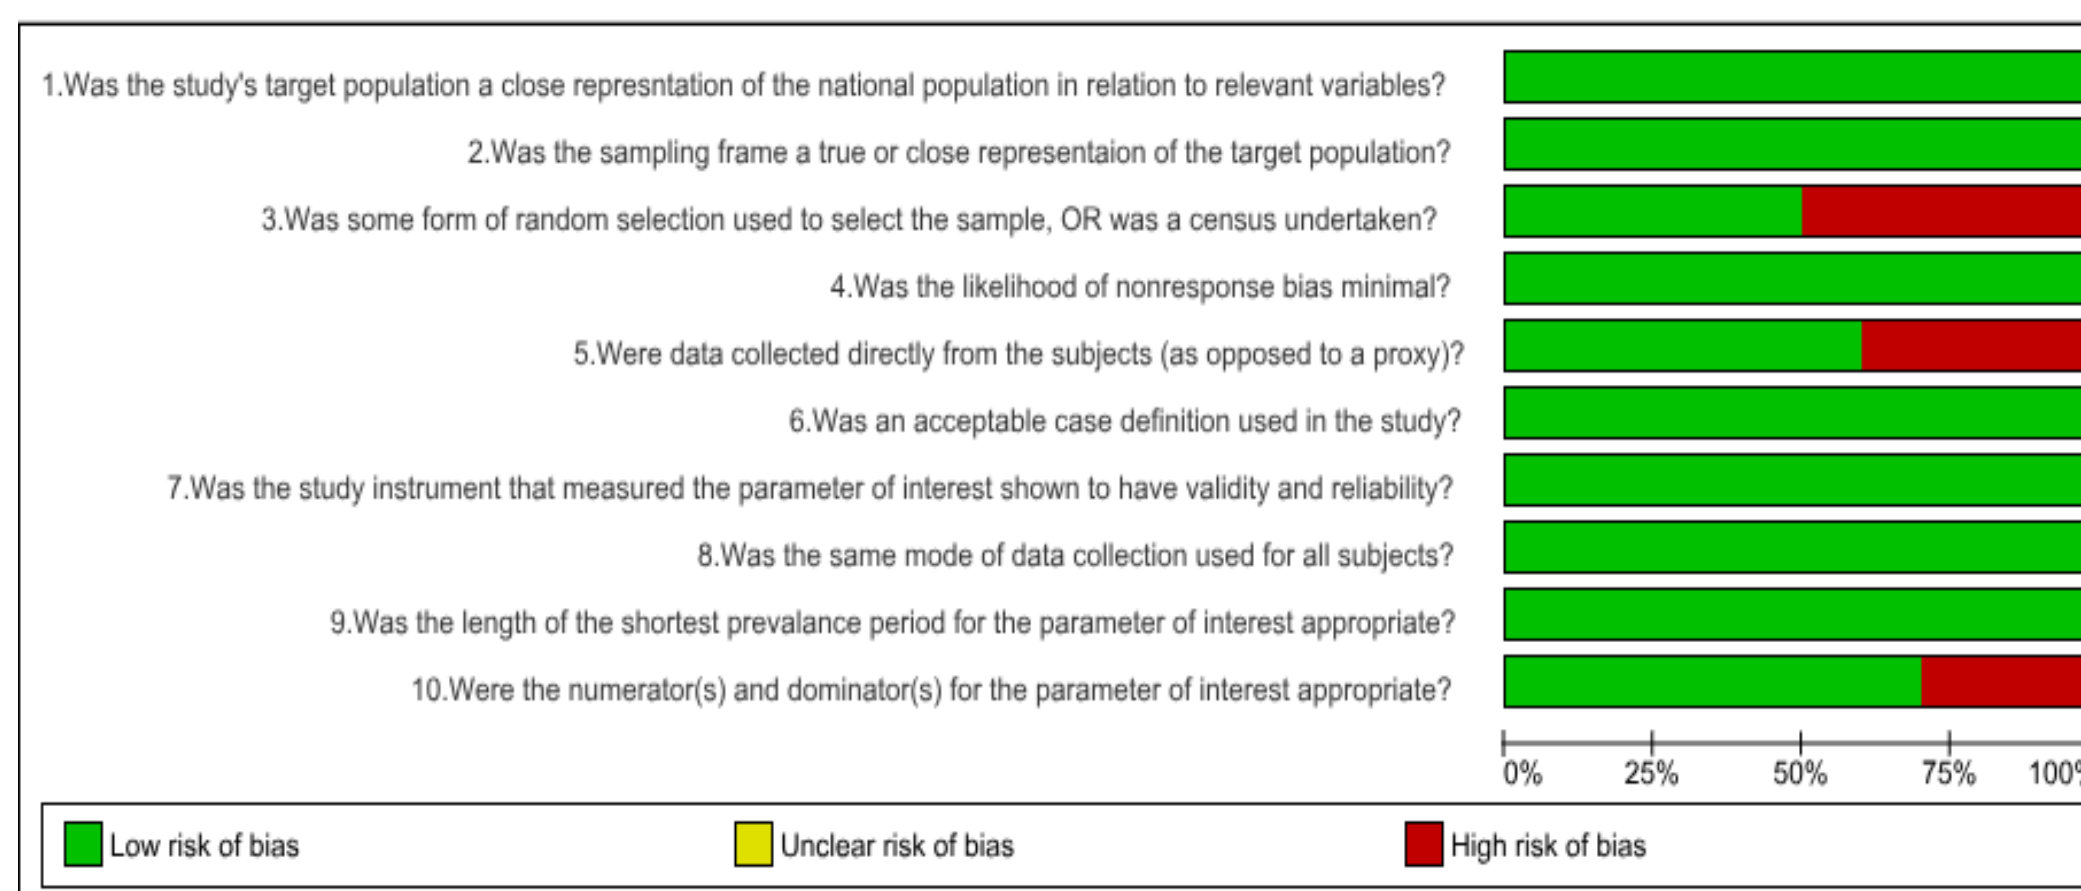 1.Was the study's target population a close represntation of the national population in relation to relevant variables?
2.Was the sampling frame a true or close representaion of the target population?
3.Was some form of random selection used to select the sample, OR was a census undertaken?
4.Was the likelihood of nonresponse bias minimal?
5.Were data collected directly from the subjects (as opposed to a proxy)?
6.Was an acceptable case definition used in the study?
7.Was the study instrument that measured the parameter of interest shown to have validity and reliability?
8.Was the same mode of data collection used for all subjects?
9.Was the length of the shortest prevalance period for the parameter of interest appropriate?
10.Were the numerator(s) and dominator(s) for the parameter of interest appropriate?
0% 25% 50% 75% 100%
Low risk of bias Unclear risk of bias High risk of bias